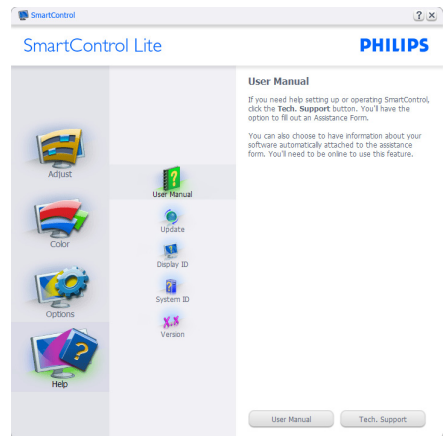 SmartControl
? x
SmartControl Lite
PHILIPS
Adjust
Color
Options
Help
User Manual
Update
Display ID
System ID
X.X
Version
User Manual
If you need help setting up or operating SmartControl,
click the Tech. Support button. You'll have the
option to fill out an Assistance Form.
You can also choose to have information about your
software automatically attached to the assistance
form. You'll need to be online to use this feature.
User Manual
Tech. Support